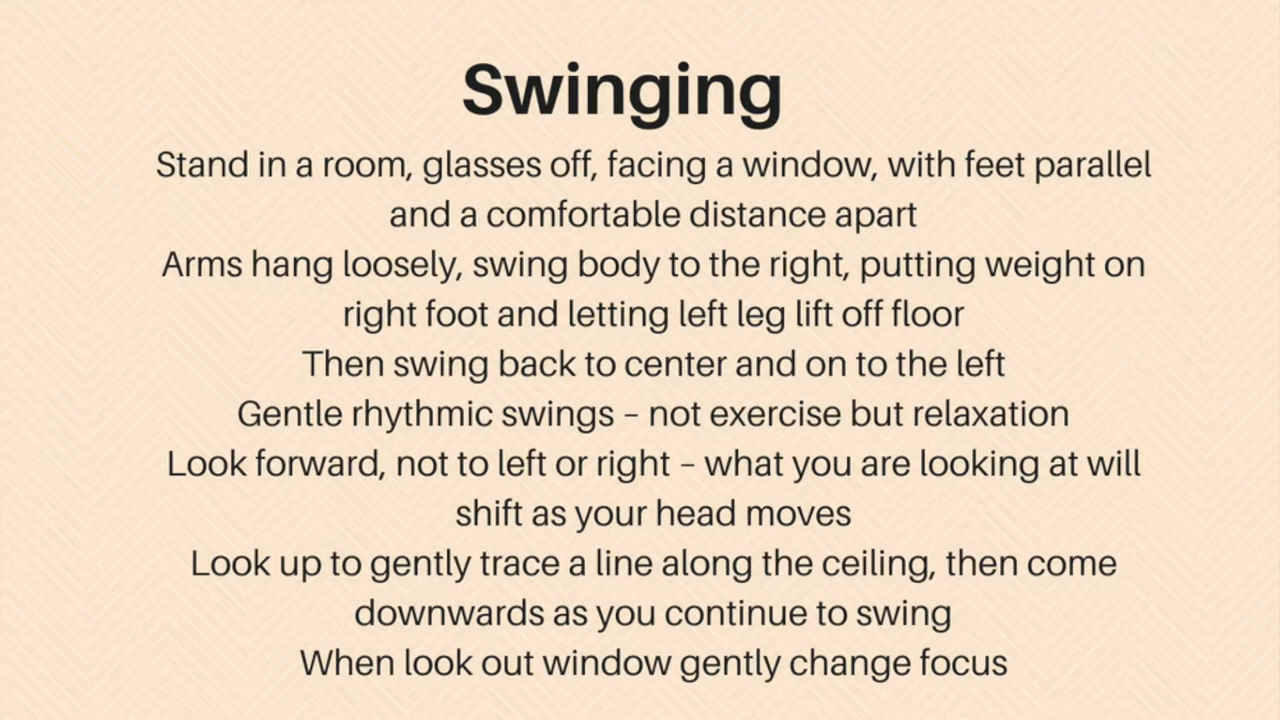 Swinging
Stand in a room, glasses off, facing a window, with feet parallel
and a comfortable distance apart
Arms hang loosely, swing body to the right, putting weight on
right foot and letting left leg lift off floor
Then swing back to center and on to the left
Gentle rhythmic swings – not exercise but relaxation
Look forward, not to left or right – what you are looking at will
shift as your head moves
Look up to gently trace a line along the ceiling, then come
downwards as you continue to swing
When look out window gently change focus